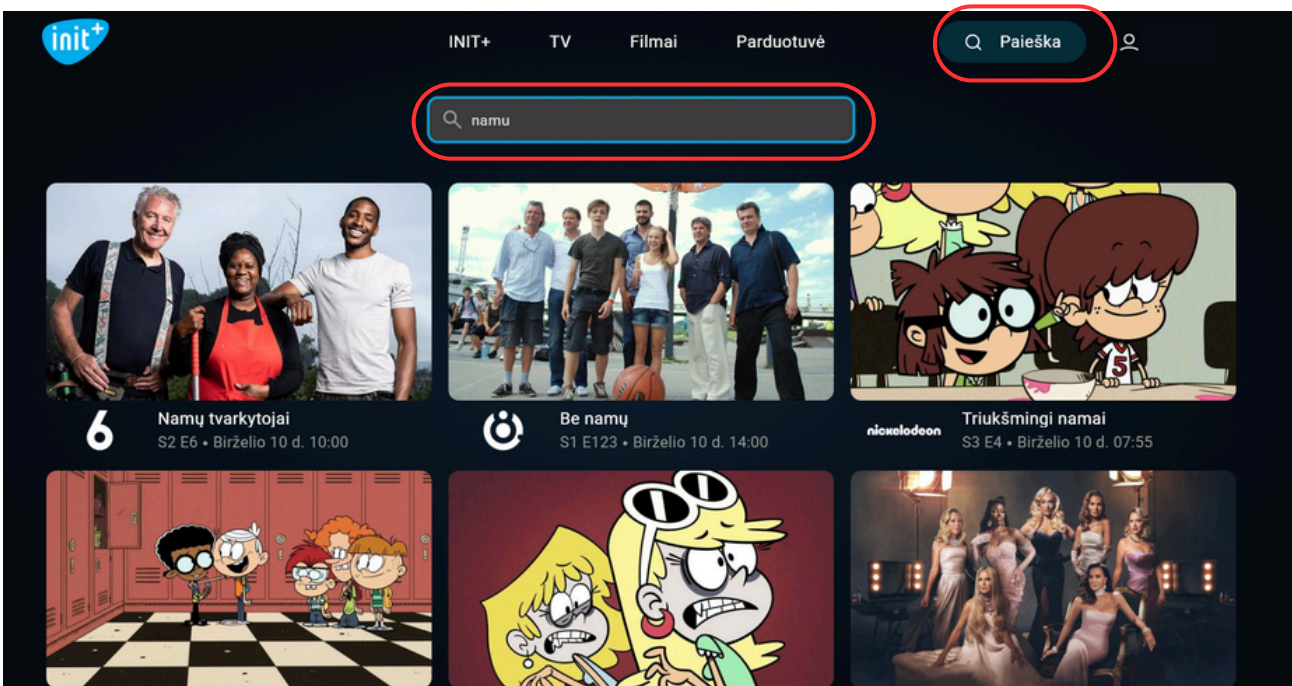 init+
INIT+ TV Filmai Parduotuvė Paieška
namu
6 Namų tvarkytojai
S2 E6 • Birželio 10 d. 10:00
Be namų
S1 E123 • Birželio 10 d. 14:00
nickelodeon Triukšmingi namai
S3 E4 • Birželio 10 d. 07:55
5